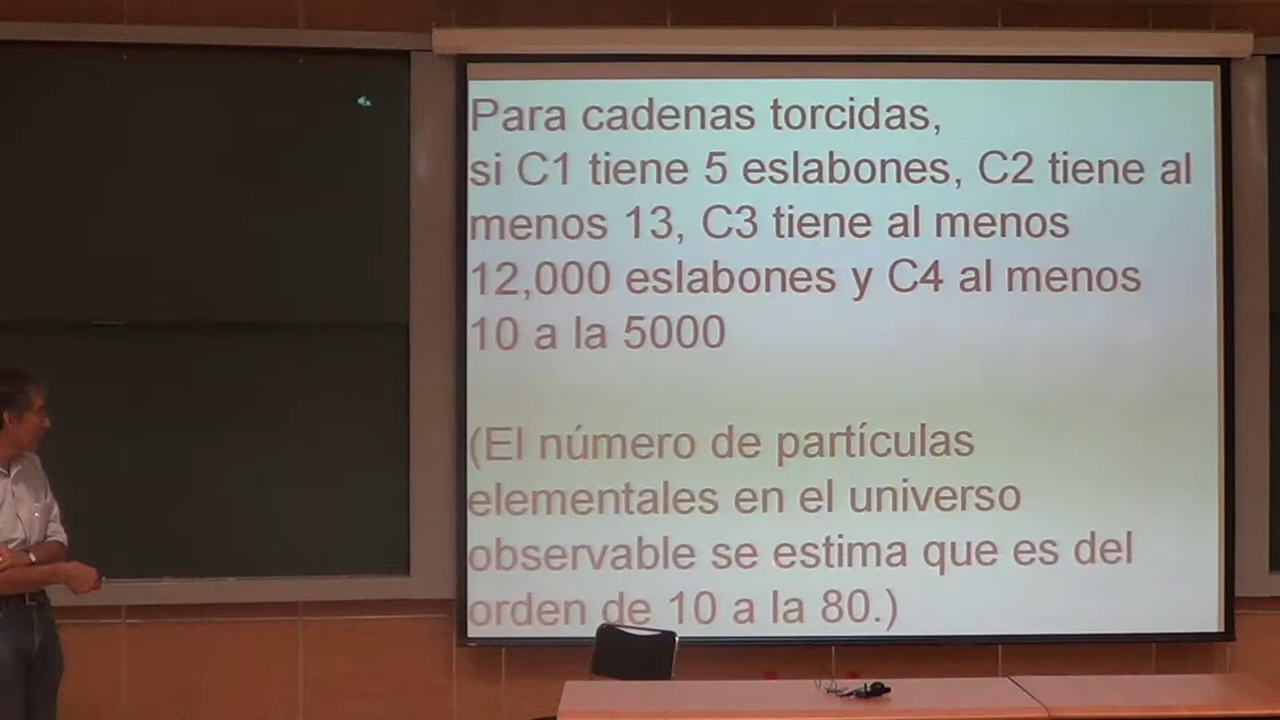 Para cadenas torcidas,
si C1 tiene 5 eslabones, C2 tiene al
menos 13, C3 tiene al menos
12,000 eslabones y C4 al menos
10 a la 5000
(El número de partículas
elementales en el universo
observable se estima que es del
orden de 10 a la 80.)